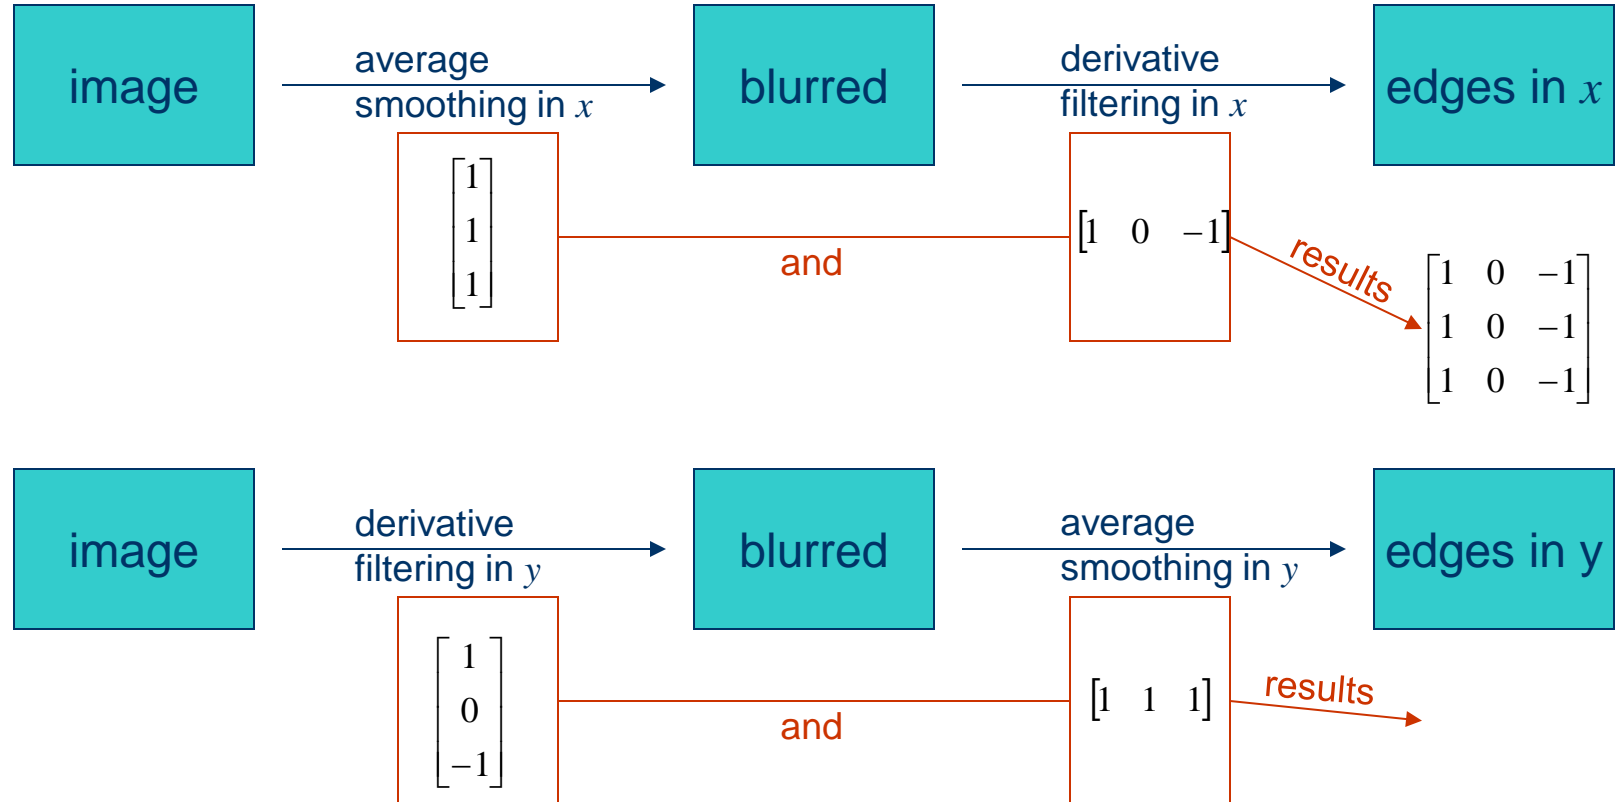 image
average
smoothing in x
blurred
derivative
filtering in x
edges in x
[1
1
1]
and
[1 0 −1]
results
[1 0 −1
1 0 −1
1 0 −1]
image
derivative
filtering in y
blurred
average
smoothing in y
edges in y
[1
0
−1]
and
[1 1 1]
results